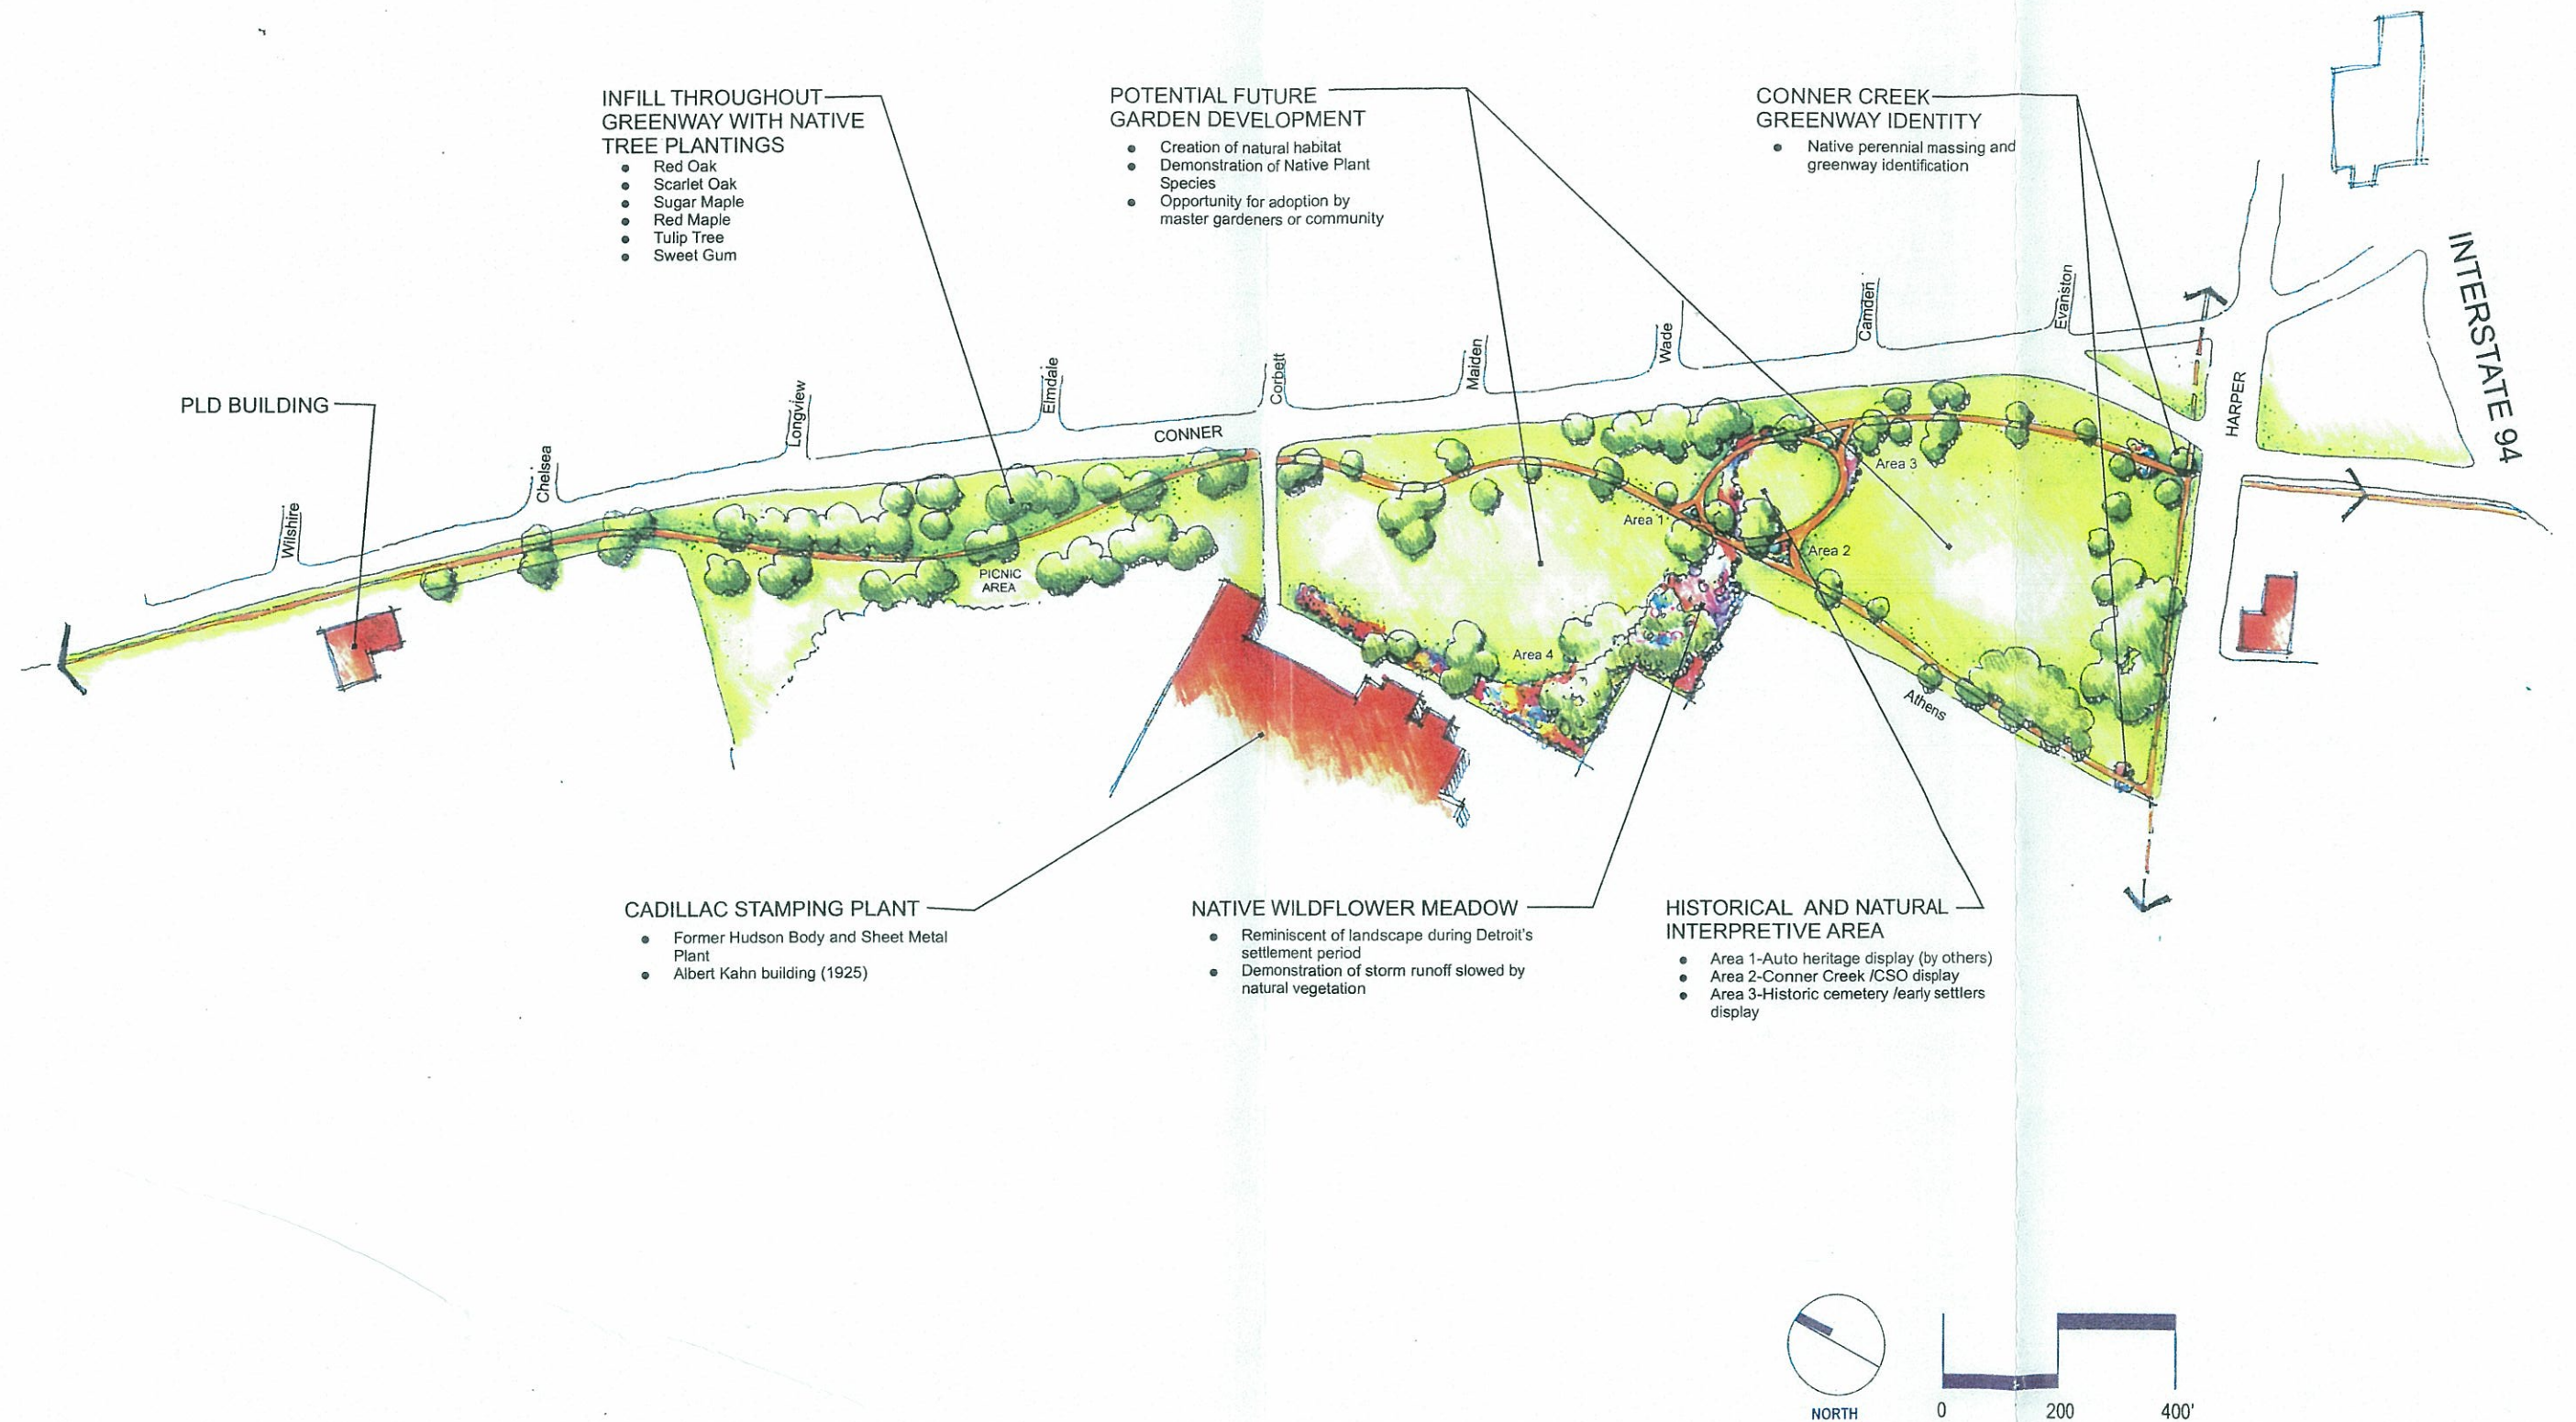 INFILL THROUGHOUT
GREENWAY WITH NATIVE
TREE PLANTINGS
Red Oak
Scarlet Oak
Sugar Maple
Red Maple
Tulip Tree
Sweet Gum
POTENTIAL FUTURE
GARDEN DEVELOPMENT
Creation of natural habitat
Demonstration of Native Plant
Species
Opportunity for adoption by
master gardeners or community
CONNER CREEK
GREENWAY IDENTITY
Native perennial massing and
greenway identification
INTERSTATE 94
HARPER
PLD BUILDING
Wilshire
Chelsea
Longview
Elmdale
CONNER
Corbett
Maiden
Wade
Camden
Evanston
Area 3
Area 1
Area 2
PICNIC
AREA
Area 4
Athens
CADILLAC STAMPING PLANT
Former Hudson Body and Sheet Metal
Plant
Albert Kahn building (1925)
NATIVE WILDFLOWER MEADOW
Reminiscent of landscape during Detroit's
settlement period
Demonstration of storm runoff slowed by
natural vegetation
HISTORICAL AND NATURAL
INTERPRETIVE AREA
Area 1-Auto heritage display (by others)
Area 2-Conner Creek /CSO display
Area 3-Historic cemetery /early settlers
display
NORTH
0 200 400'